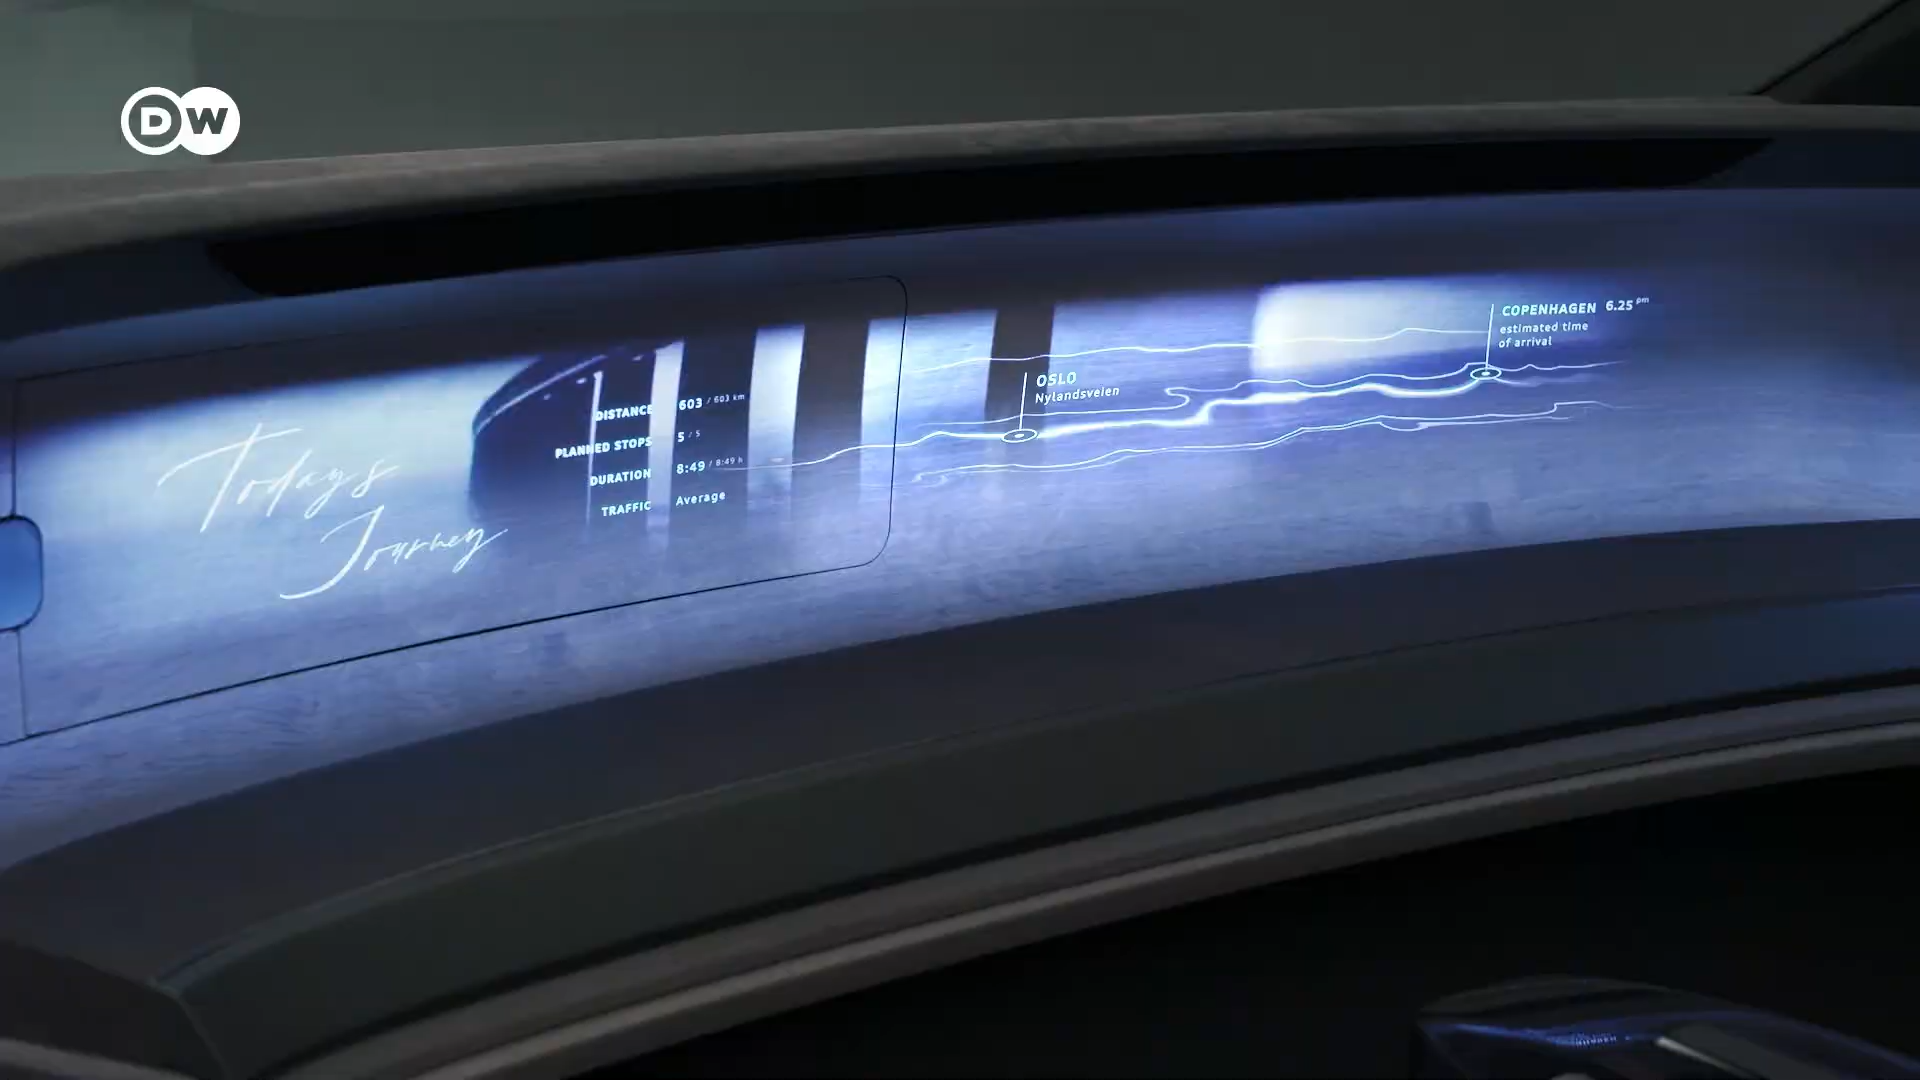 DW
Today's
Journey
DISTANCE 603 / 603 km
PLANNED STOPS 5 / 5
DURATION 8:49 / 8:49 h
TRAFFIC Average
OSLO
Nylandsveien
COPENHAGEN 6.25 pm
estimated time
of arrival